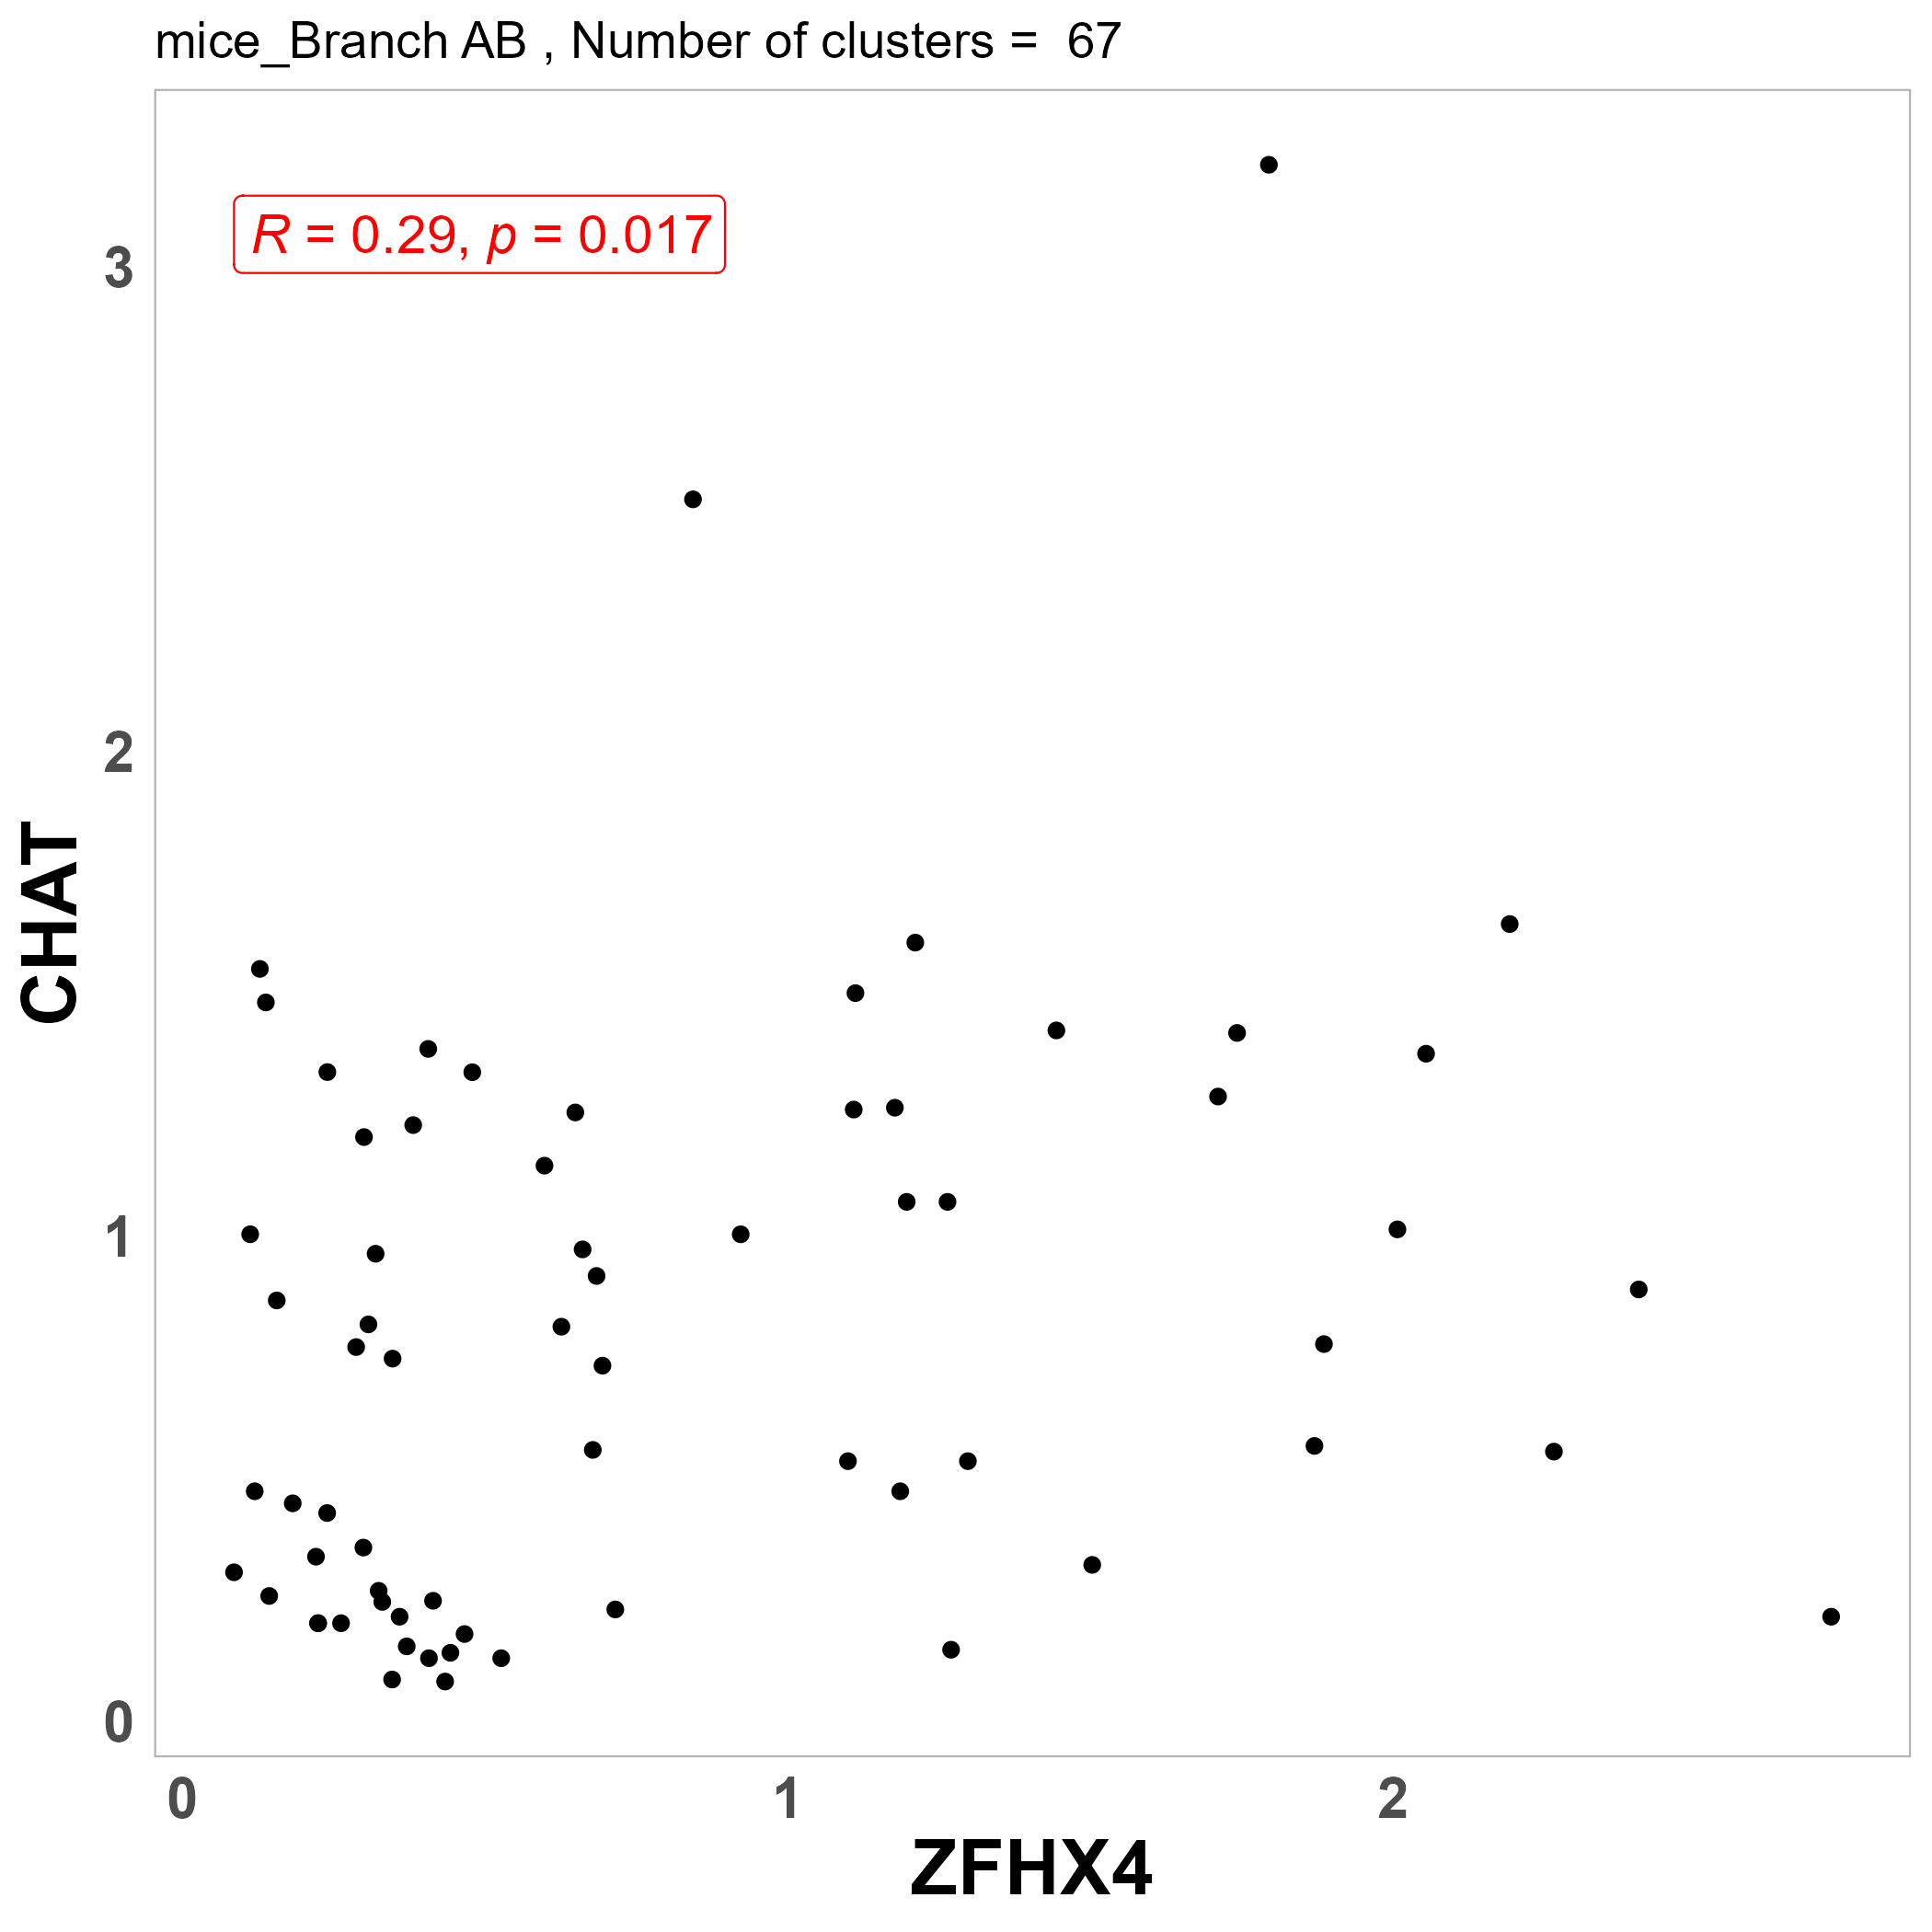 mice_Branch AB , Number of clusters =  67
R = 0.29, p = 0.017
3
2
1
0
CHAT
0 1 2
ZFHX4